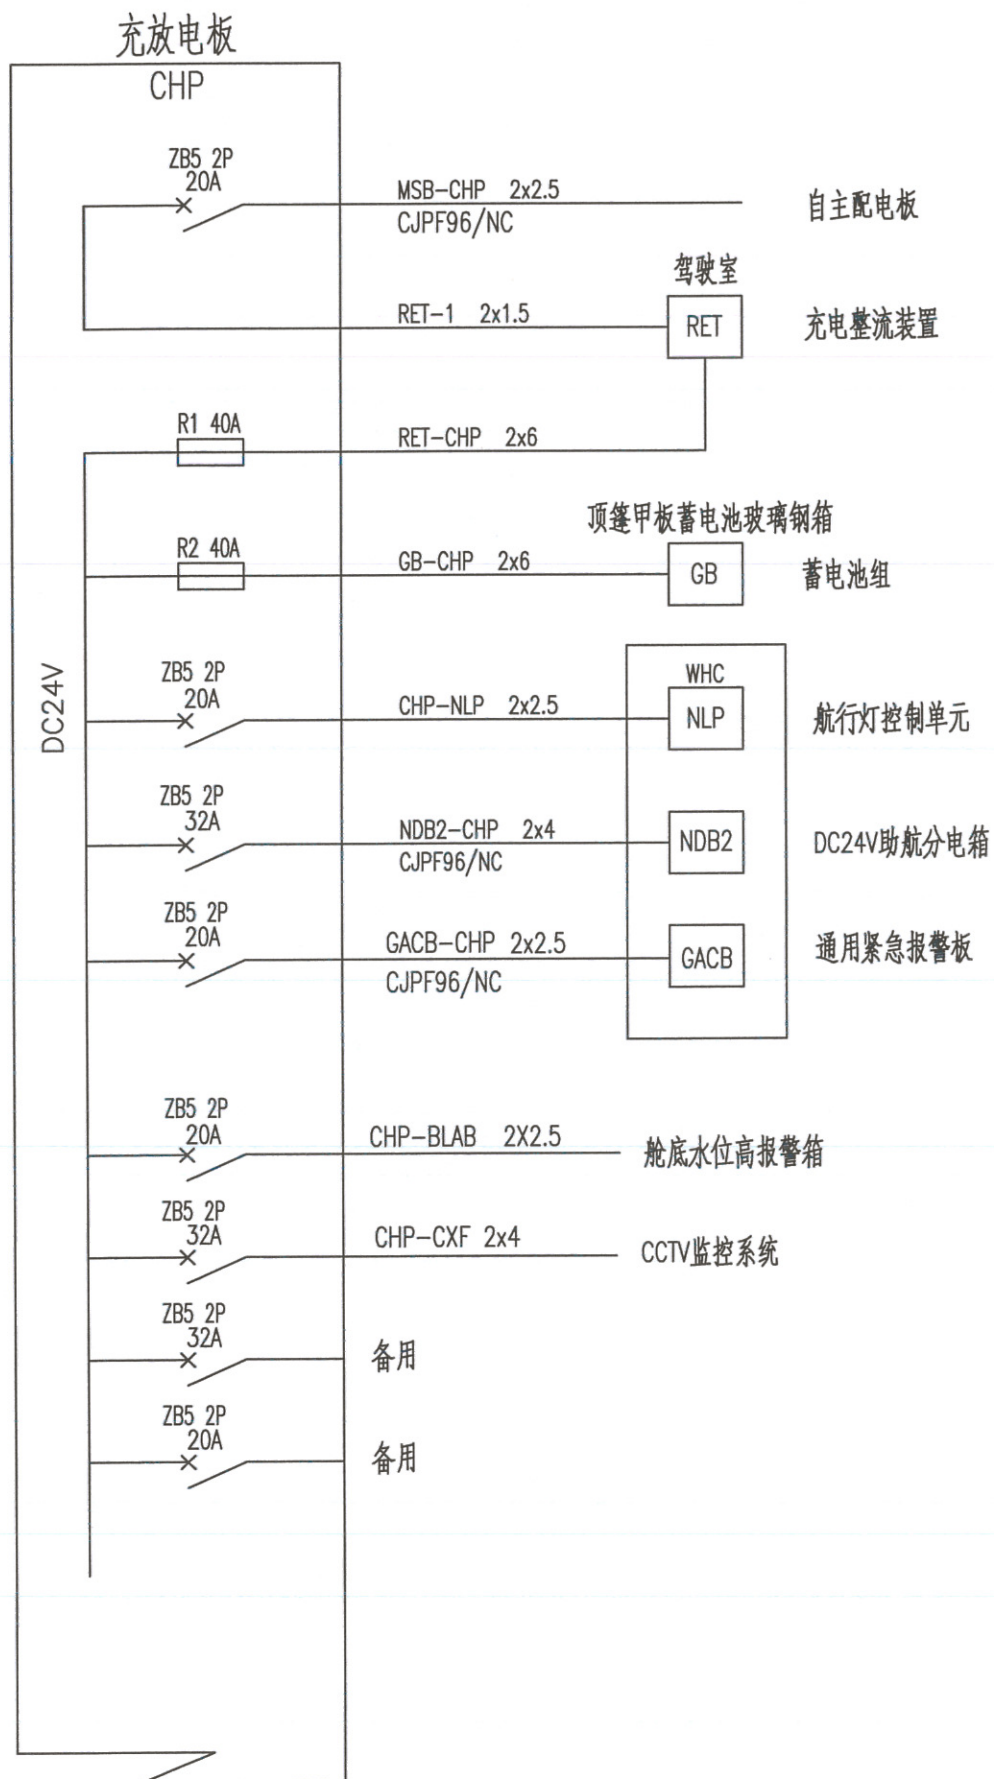 充放电板
CHP
ZB5 2P
20A
MSB-CHP 2x2.5
CJPF96/NC
自主配电板
驾驶室
RET-1 2x1.5
RET
充电整流装置
R1 40A
RET-CHP 2x6
顶篷甲板蓄电池玻璃钢箱
R2 40A
GB-CHP 2x6
GB
蓄电池组
DC24V
ZB5 2P
20A
CHP-NLP 2x2.5
WHC
NLP
航行灯控制单元
ZB5 2P
32A
NDB2-CHP 2x4
CJPF96/NC
NDB2
DC24V助航分电箱
ZB5 2P
20A
GACB-CHP 2x2.5
CJPF96/NC
GACB
通用紧急报警板
ZB5 2P
20A
CHP-BLAB 2X2.5
舱底水位高报警箱
ZB5 2P
32A
CHP-CXF 2x4
CCTV监控系统
ZB5 2P
32A
备用
ZB5 2P
20A
备用